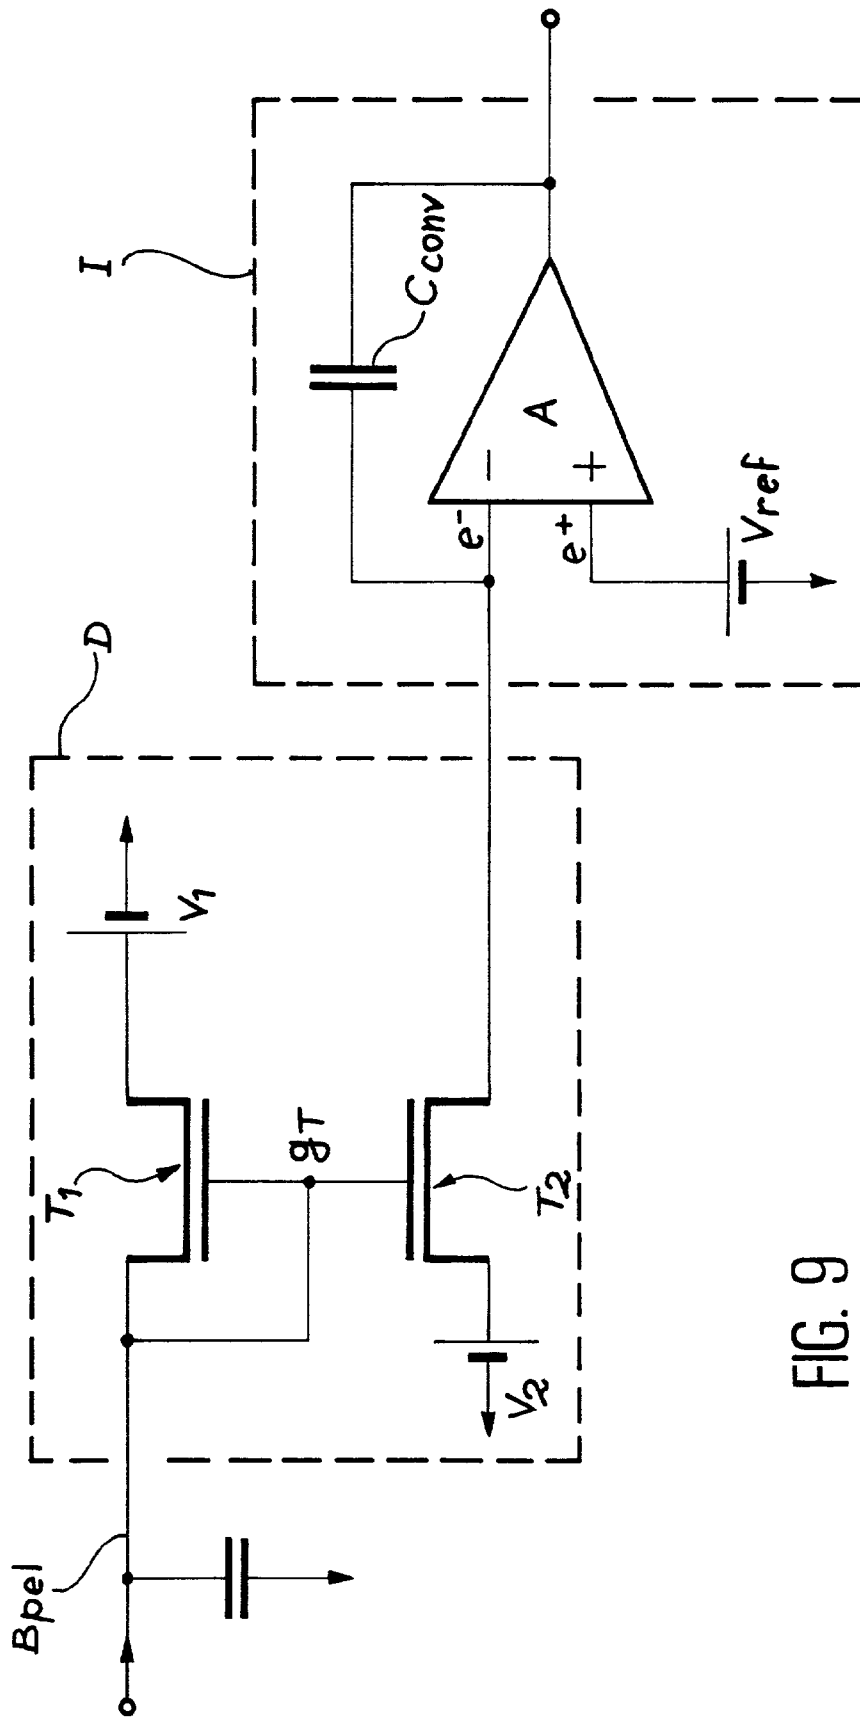 I
D
Cconv
V1
T1
A
−
+
e-
e+
gT
Vref
Bpel
T2
V2
FIG. 9